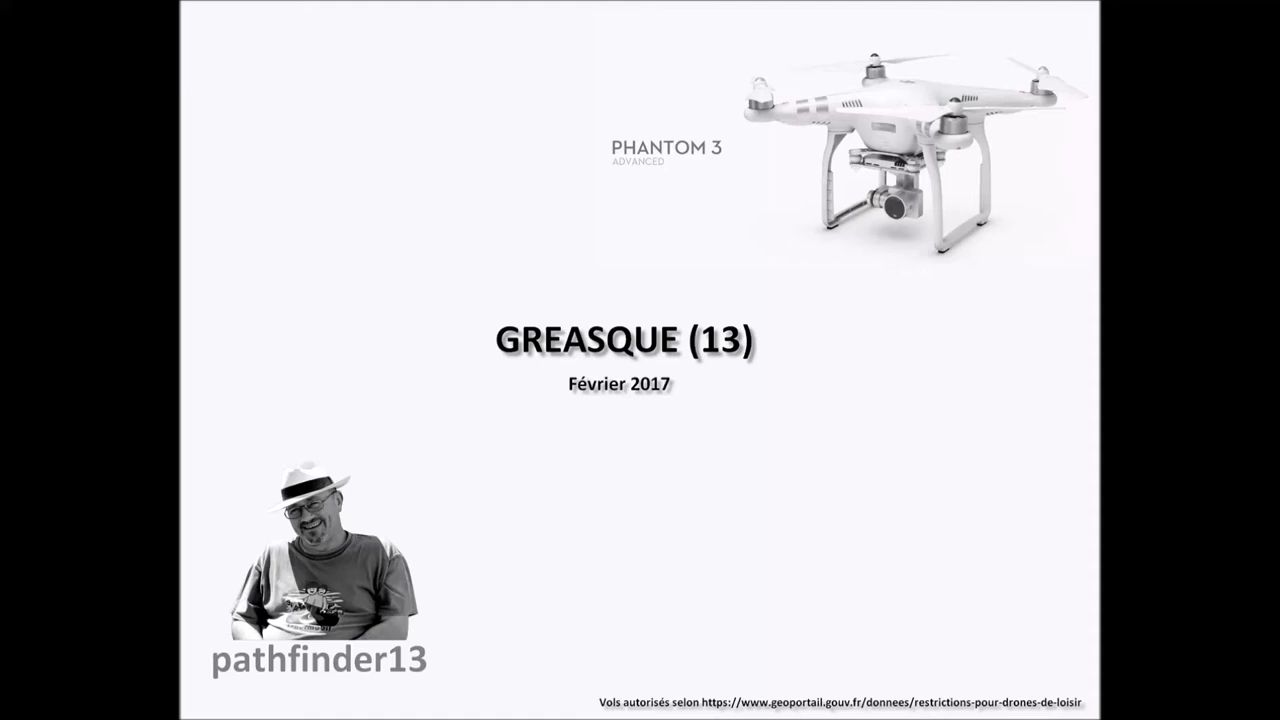 PHANTOM 3
ADVANCED
GREASQUE (13)
Février 2017
pathfinder13
Vols autorisés selon https://www.geoportail.gouv.fr/donnees/restrictions-pour-drones-de-loisir